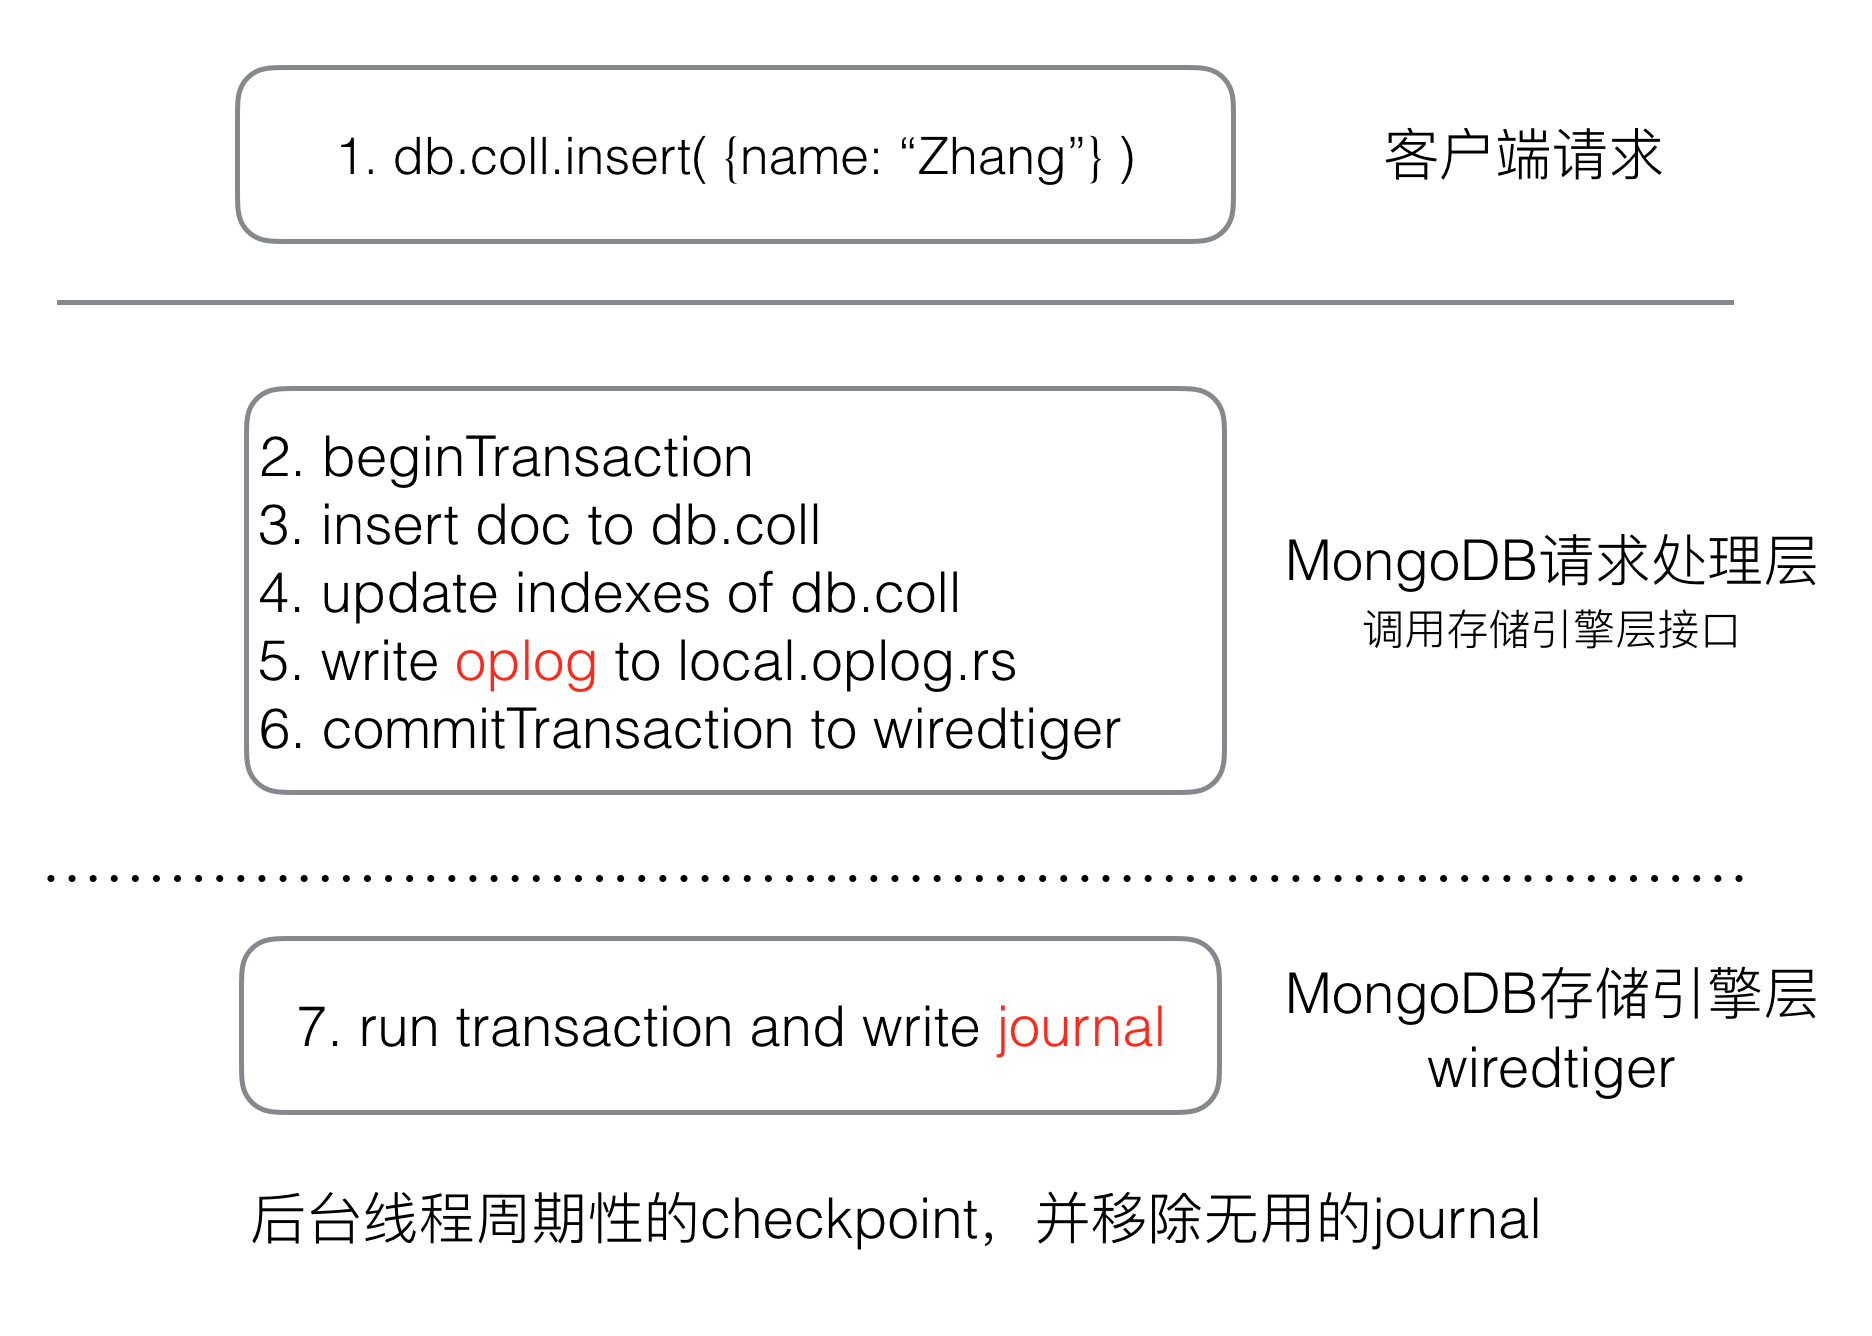 1. db.coll.insert( {name: “Zhang”} )
客户端请求
2. beginTransaction
3. insert doc to db.coll
4. update indexes of db.coll
5. write oplog to local.oplog.rs
6. commitTransaction to wiredtiger
MongoDB请求处理层
调用存储引擎层接口
7. run transaction and write journal
MongoDB存储引擎层
wiredtiger
后台线程周期性的checkpoint，并移除无用的journal